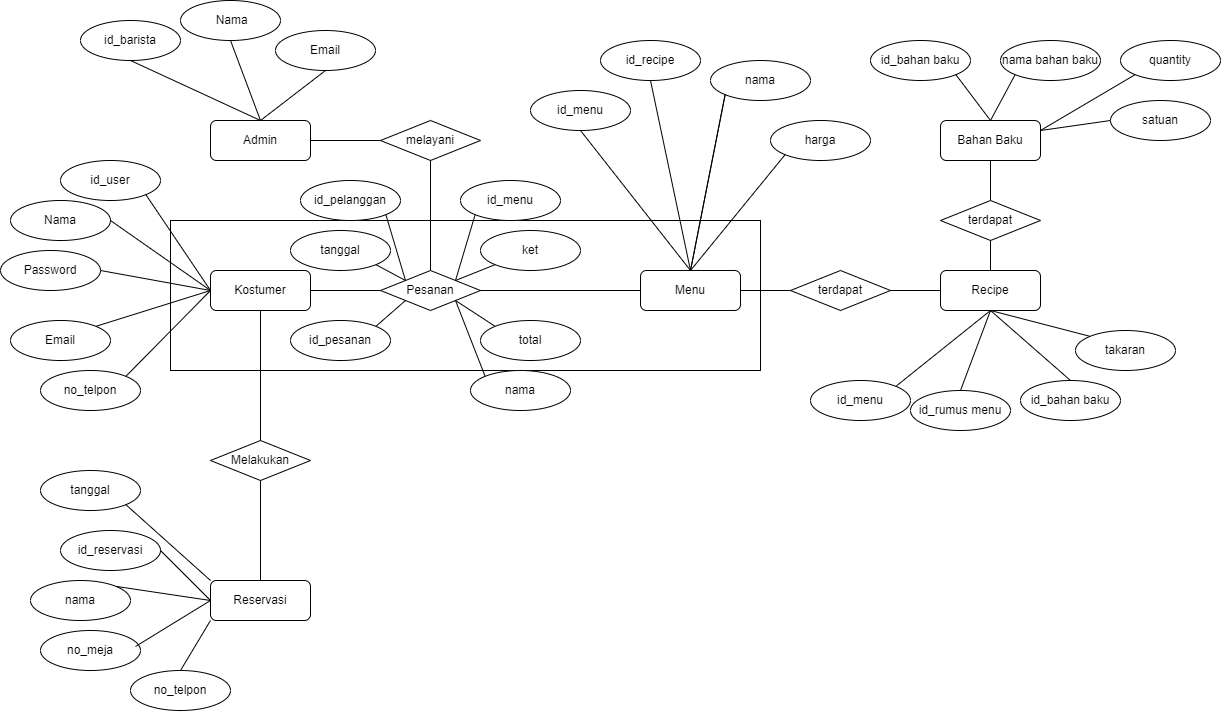 id_barista
Nama
Email
Admin
melayani
id_recipe
nama
id_menu
harga
id_bahan baku
nama bahan baku
quantity
satuan
Bahan Baku
terdapat
id_user
Nama
Password
Email
no_telpon
Kostumer
id_pelanggan
id_menu
tanggal
ket
Pesanan
id_pesanan
total
nama
Menu
terdapat
Recipe
takaran
id_menu
id_rumus menu
id_bahan baku
Melakukan
tanggal
id_reservasi
nama
Reservasi
no_meja
no_telpon